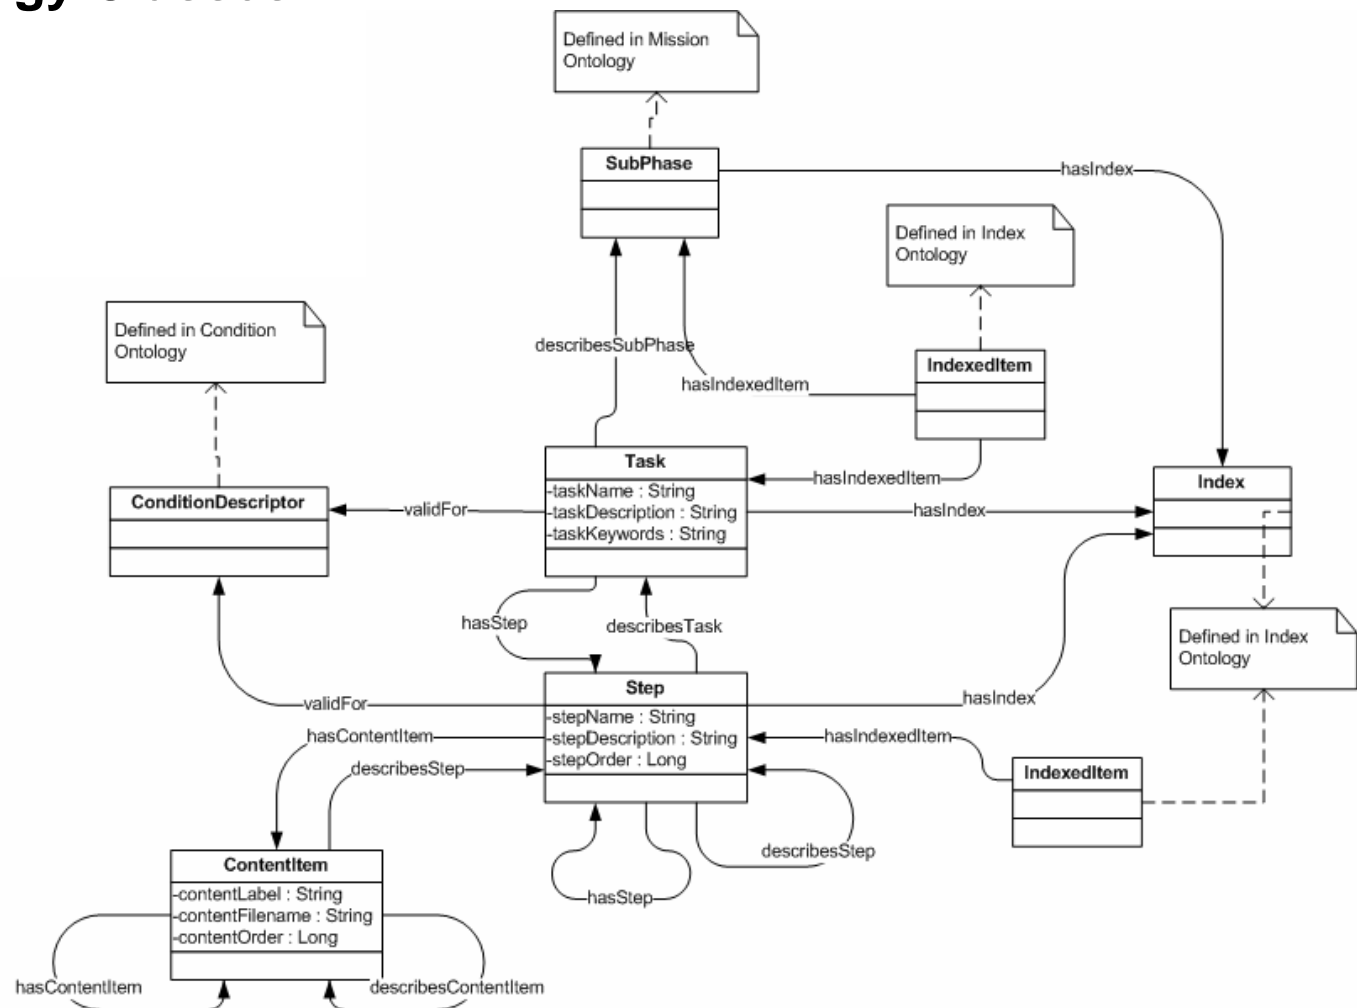 Defined in Mission
Ontology
SubPhase
hasIndex
Defined in Index
Ontology
Defined in Condition
Ontology
describesSubPhase
IndexedItem
hasIndexedItem
Task
hasIndexedItem
Index
ConditionDescriptor
-taskName : String
-taskDescription : String
-taskKeywords : String
validFor
hasIndex
hasStep
describesTask
Defined in Index
Ontology
Step
validFor
hasIndex
-stepName : String
-stepDescription : String
-stepOrder : Long
hasContentItem
hasIndexedItem
describesStep
IndexedItem
describesStep
ContentItem
hasStep
-contentLabel : String
-contentFilename : String
-contentOrder : Long
hasContentItem
describesContentItem